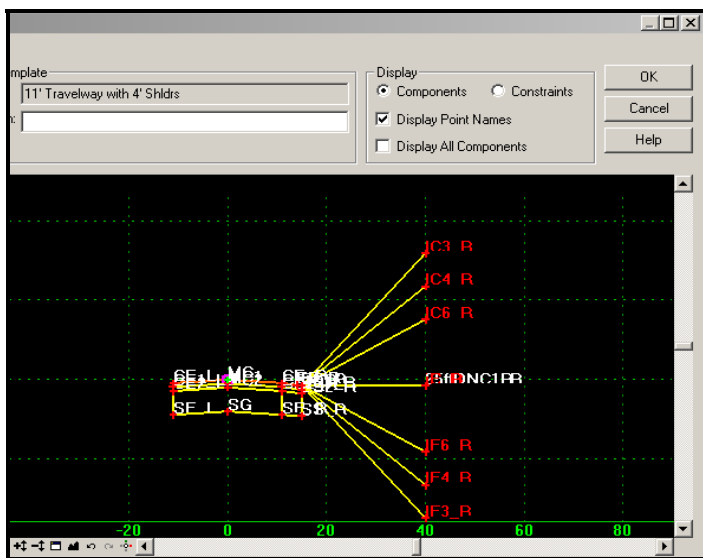 mplate
11' Travelway with 4' Shldrs
n:
Display
Components
Constraints
Display Point Names
Display All Components
OK
Cancel
Help
IC3_R
IC4_R
IC6_R
MC
SE_L
SG
IF6_R
IF4_R
IF3_R
-20 0 20 40 60 80